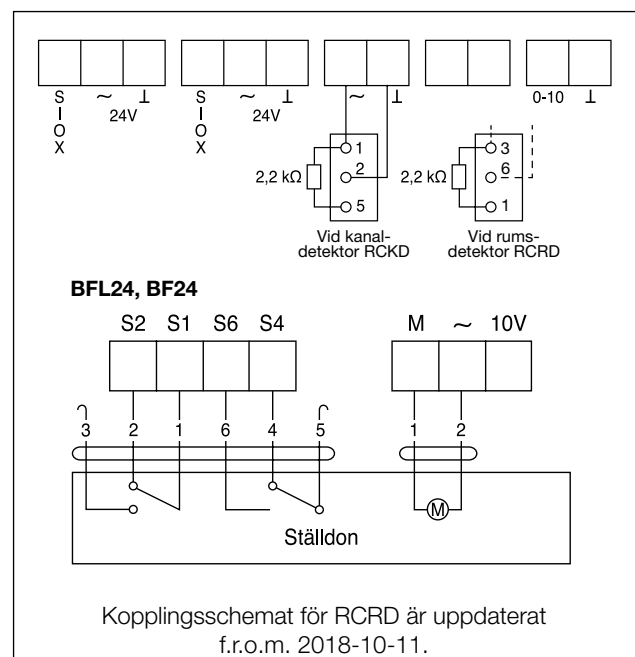 S I O X ~ ⊥ S I O X ~ ⊥ ~ ⊥ 0-10 ⊥
24V 24V
1 3
2,2 kΩ 2 2,2 kΩ 6
5 1
Vid kanal- Vid rums-
detektor RCKD detektor RCRD
BFL24, BF24
S2 S1 S6 S4 M ~ 10V
3 2 1 6 4 5 1 2
M
Ställdon
Kopplingsschemat för RCRD är uppdaterat
f.r.o.m. 2018-10-11.